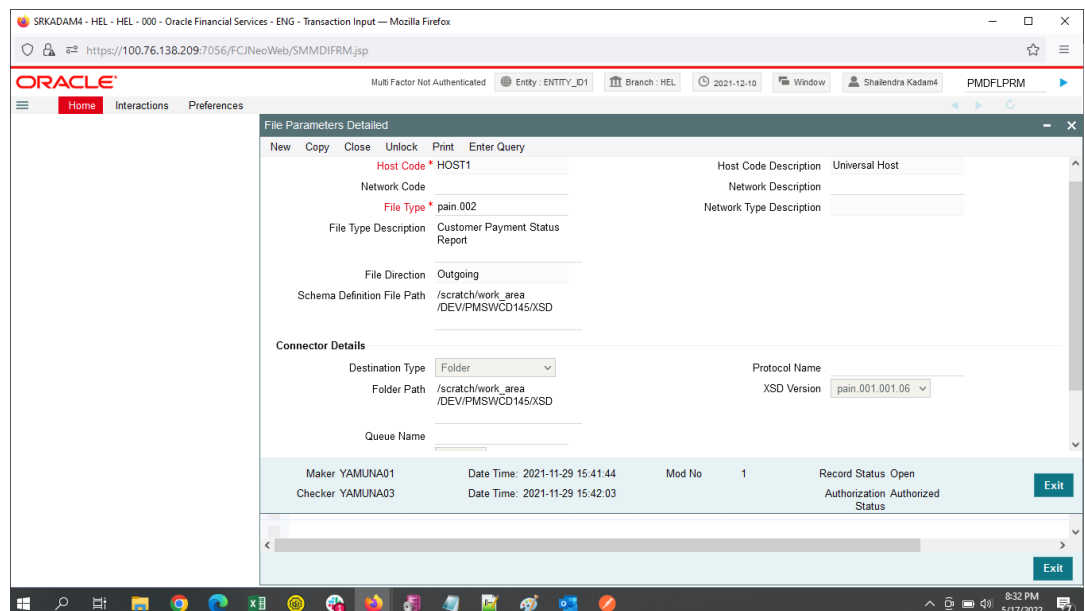 SRKADAM4 - HEL - HEL - 000 - Oracle Financial Services - ENG - Transaction Input — Mozilla Firefox
https://100.76.138.209:7056/FCJNeoWeb/SMMDIFRM.jsp
ORACLE Multi Factor Not Authenticated Entity : ENTITY_ID1 Branch : HEL 2021-12-10 Window Shailendra Kadam4 PMDFLPRM
Home Interactions Preferences
File Parameters Detailed
New Copy Close Unlock Print Enter Query
Host Code * HOST1 Host Code Description Universal Host
Network Code Network Description
File Type * pain.002 Network Type Description
File Type Description Customer Payment Status
Report
File Direction Outgoing
Schema Definition File Path /scratch/work_area
/DEV/PMSWCD145/XSD
Connector Details
Destination Type Folder Protocol Name
Folder Path /scratch/work_area XSD Version pain.001.001.06
/DEV/PMSWCD145/XSD
Queue Name
Maker YAMUNA01 Date Time: 2021-11-29 15:41:44 Mod No 1 Record Status Open
Exit
Checker YAMUNA03 Date Time: 2021-11-29 15:42:03 Authorization Authorized
Status
Exit
8:32 PM
5/17/2022